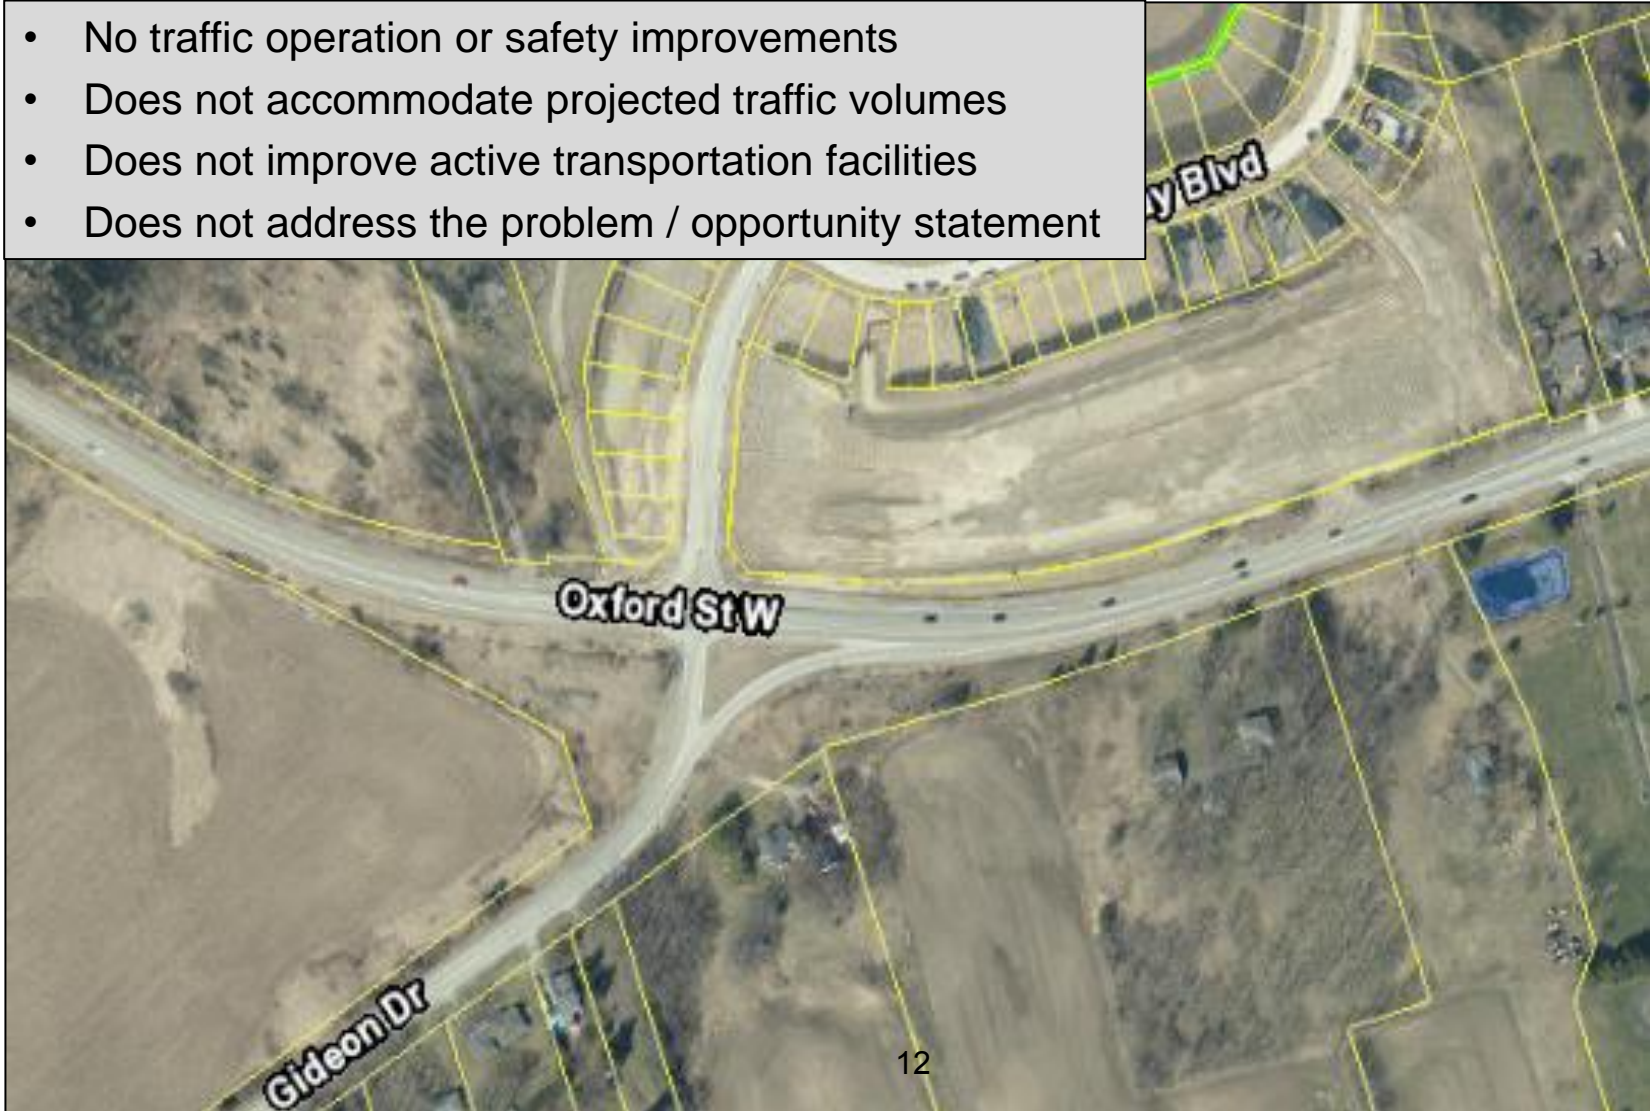 • No traffic operation or safety improvements
• Does not accommodate projected traffic volumes
• Does not improve active transportation facilities
• Does not address the problem / opportunity statement
Blvd
Oxford St W
Gideon Dr
12